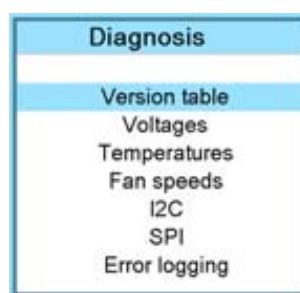 Diagnosis
Version table
Voltages
Temperatures
Fan speeds
I2C
SPI
Error logging